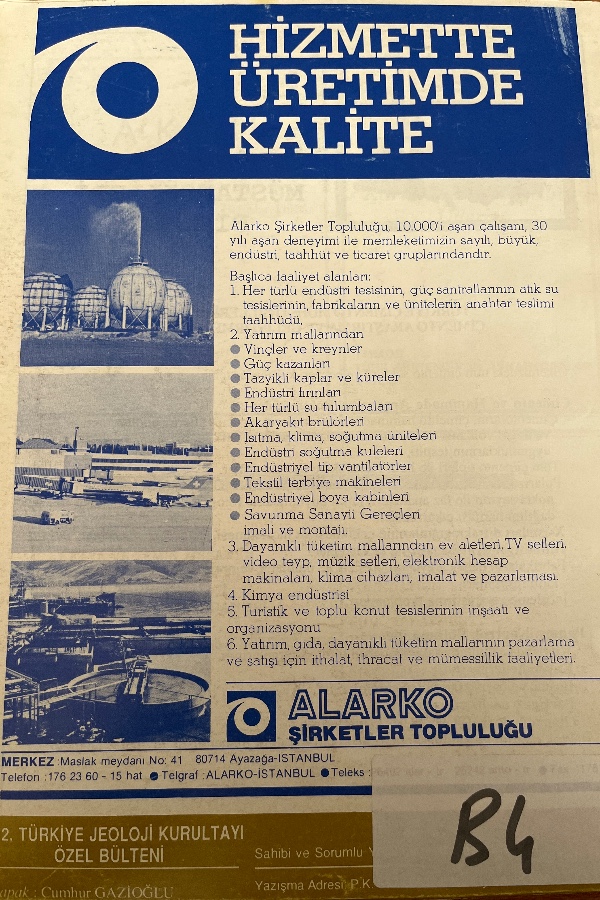 HİZMETTE
ÜRETİMDE
KALİTE
Alarko Şirketler Topluluğu, 10.000'i aşan çalışanı, 30
yılı aşan deneyimi ile memleketimizin sayılı, büyük,
endüstri, taahhüt ve ticaret gruplarındandır.
Başlıca faaliyet alanları:
1. Her türlü endüstri tesisinin, güç santrallarının atık su
tesislerinin, fabrikaların ve ünitelerin anahtar teslimi
taahhüdü,
2. Yatırım mallarından
● Vinçler ve kreynler
● Güç kazanları
● Tazyikli kaplar ve küreler
● Endüstri fırınları
● Her türlü su tulumbaları
● Akaryakıt brülörleri
● Isıtma, klima, soğutma üniteleri
● Endüstri soğutma kuleleri
● Endüstriyel tip vantilatörler
● Tekstil terbiye makineleri
● Endüstriyel boya kabinleri
● Savunma Sanayii Gereçleri
imali ve montajı.
3. Dayanıklı tüketim mallarından ev aletleri, TV setleri,
video teyp, müzik setleri, elektronik hesap
makinaları, klima cihazları, imalat ve pazarlaması.
4. Kimya endüstrisi
5. Turistik ve toplu konut tesislerinin inşaatı ve
organizasyonu
6. Yatırım, gıda, dayanıklı tüketim mallarının pazarlama
ve satışı için ithalat, ihracat ve mümessillik faaliyetleri.
ALARKO
ŞİRKETLER TOPLULUĞU
MERKEZ : Maslak meydanı No: 41 80714 Ayazağa-İSTANBUL
Telefon : 176 23 60 - 15 hat ● Telgraf : ALARKO-İSTANBUL ● Teleks :
B4
2. TÜRKİYE JEOLOJİ KURULTAYI
ÖZEL BÜLTENİ
Sahibi ve Sorumlu
Yazışma Adresi P.K
apak : Cumhur GAZİOĞLU